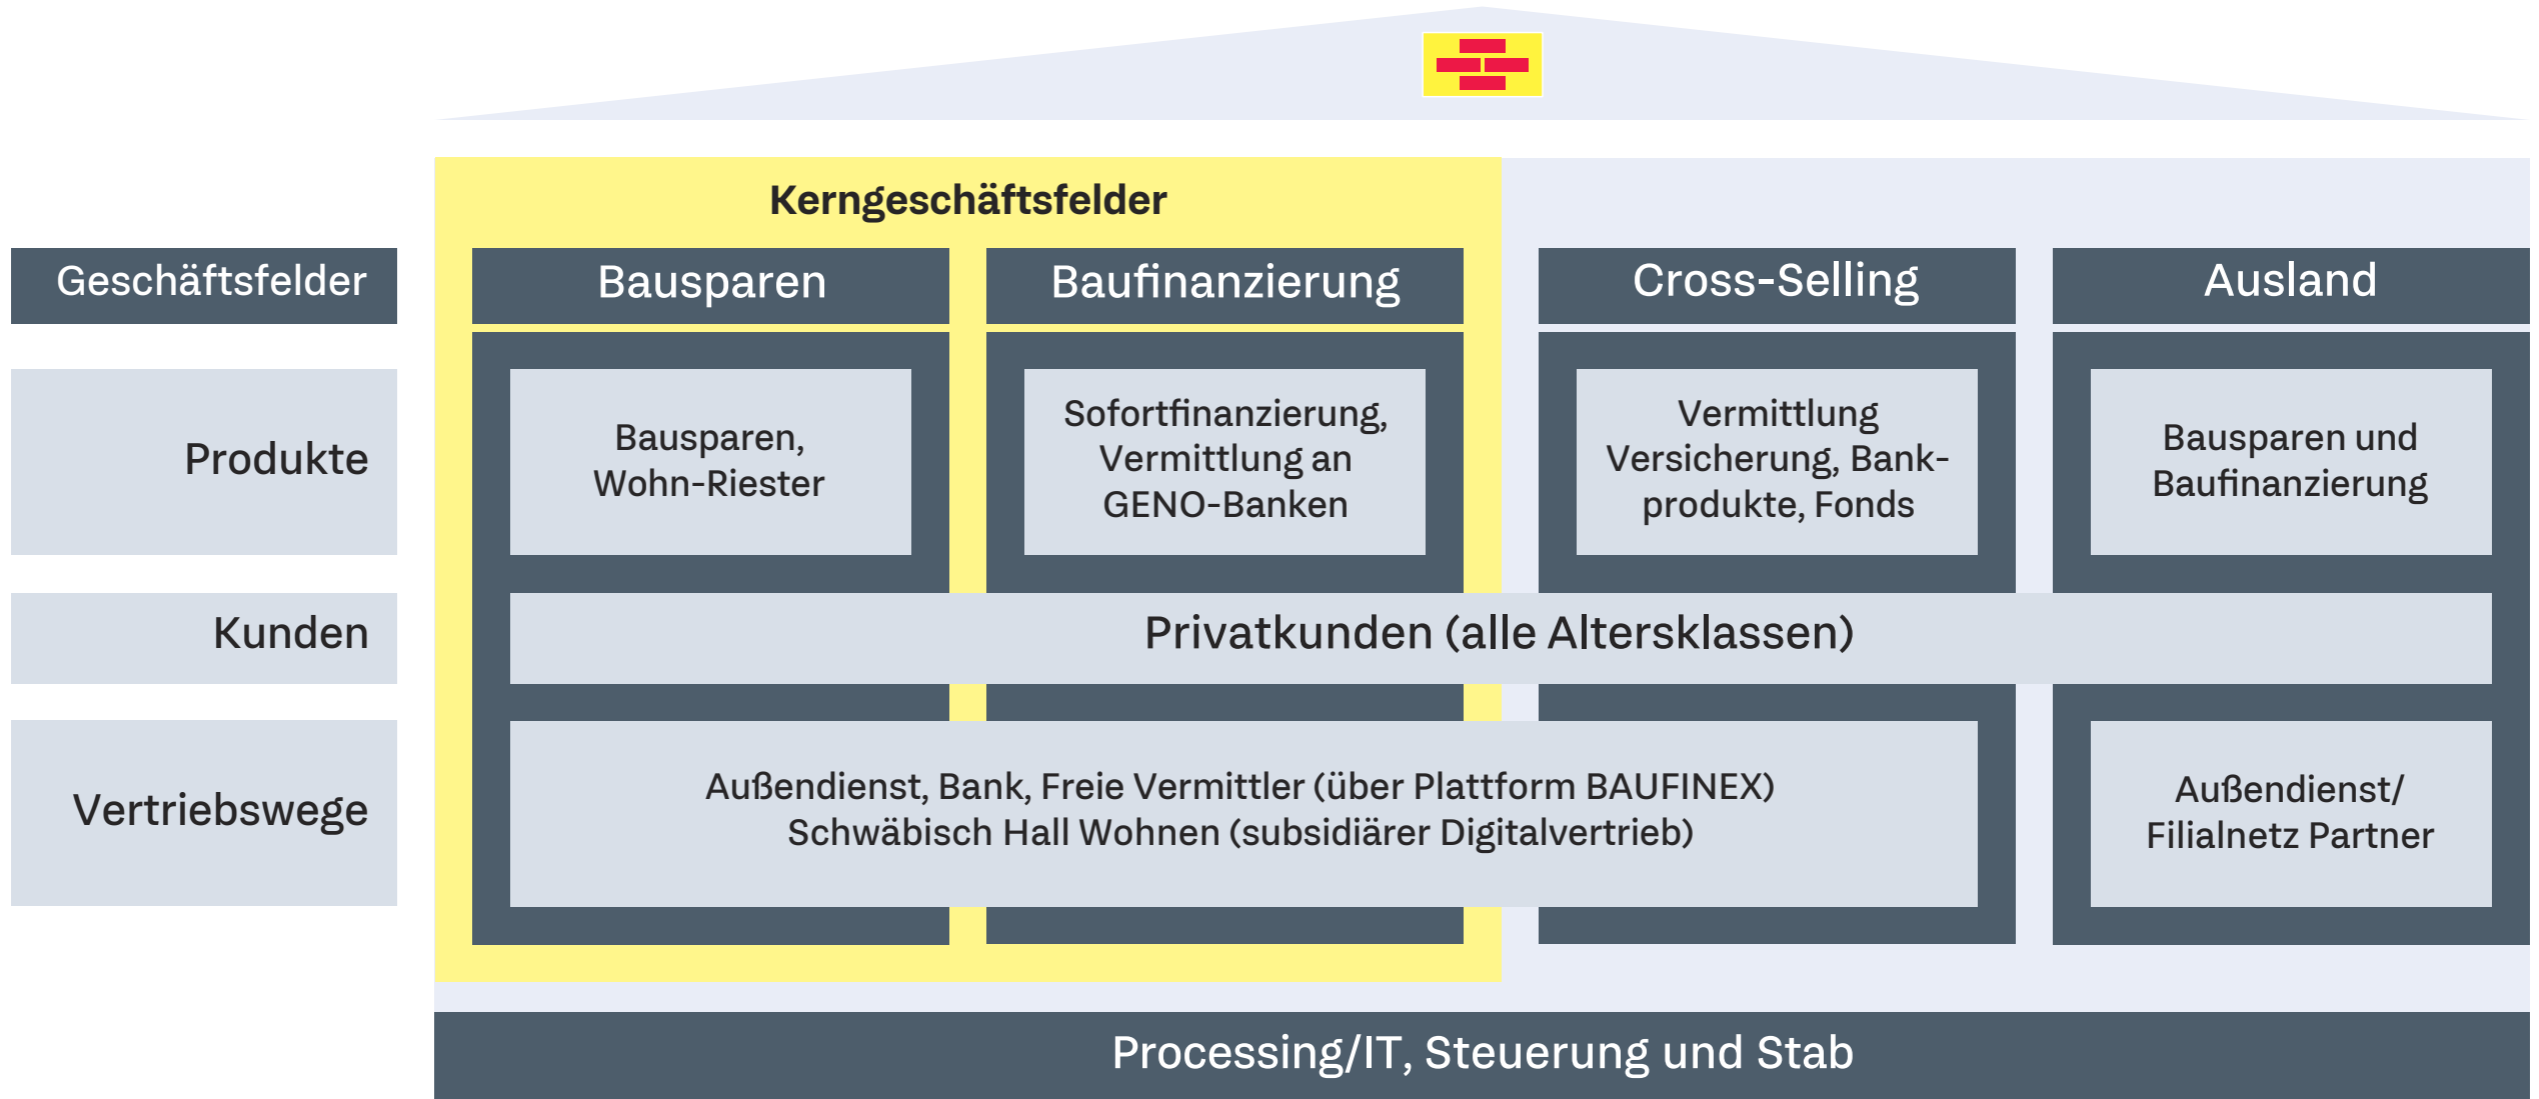 Kerngeschäftsfelder
Geschäftsfelder
Bausparen
Baufinanzierung
Cross-Selling
Ausland
Produkte
Bausparen,
Wohn-Riester
Sofortfinanzierung,
Vermittlung an
GENO-Banken
Vermittlung
Versicherung, Bank-
produkte, Fonds
Bausparen und
Baufinanzierung
Kunden
Privatkunden (alle Altersklassen)
Vertriebswege
Außendienst, Bank, Freie Vermittler (über Plattform BAUFINEX)
Schwäbisch Hall Wohnen (subsidiärer Digitalvertrieb)
Außendienst/
Filialnetz Partner
Processing/IT, Steuerung und Stab